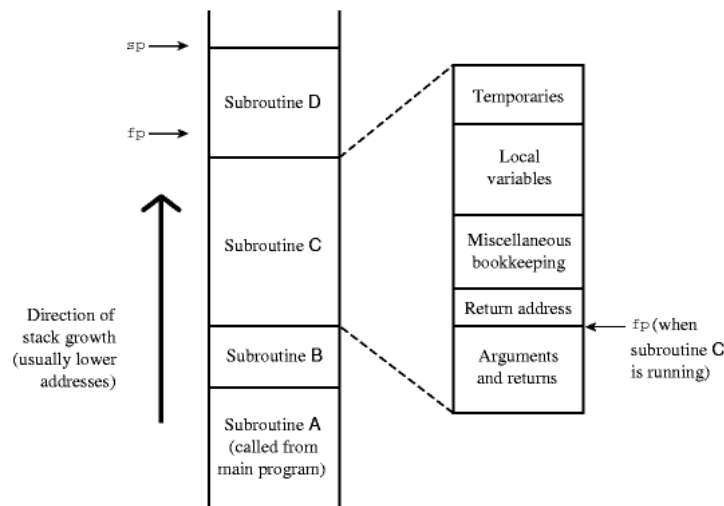 sp
Subroutine D
fp
Subroutine C
Direction of
stack growth
(usually lower
addresses)
Subroutine B
Subroutine A
(called from
main program)
Temporaries
Local
variables
Miscellaneous
bookkeeping
Return address
fp (when
subroutine C
is running)
Arguments
and returns